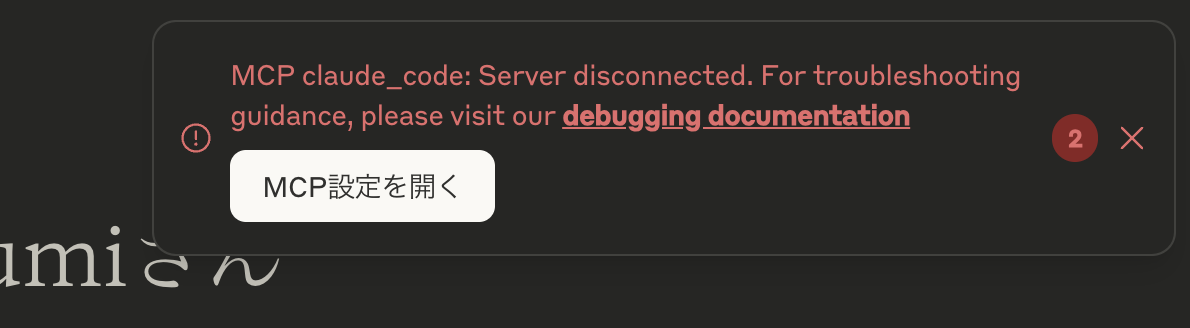 MCP claude_code: Server disconnected. For troubleshooting
guidance, please visit our debugging documentation
2
MCP設定を開く
umiさん